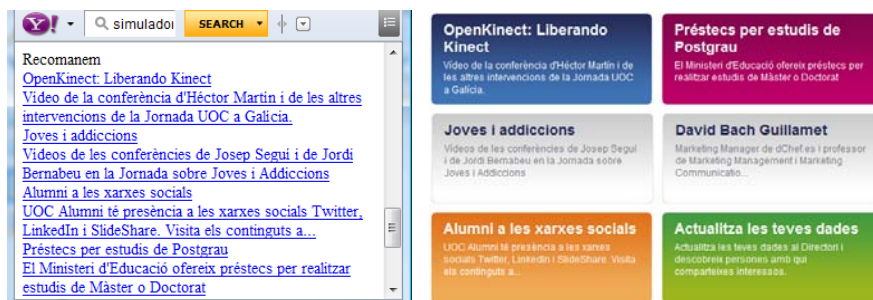 Y!
simulador
SEARCH
Recomanem
OpenKinect: Liberando Kinect
Video de la conferència d'Héctor Martín i de les altres
intervencions de la Jornada UOC a Galicia.
Joves i addiccions
Videos de les conferències de Josep Segui i de Jordi
Bernabeu en la Jornada sobre Joves i Addiccions
Alumni a les xarxes socials
UOC Alumni té presència a les xarxes socials Twitter,
LinkedIn i SlideShare. Visita els continguts a...
Préstecs per estudis de Postgrau
El Ministeri d'Educació ofereix préstecs per realitzar
estudis de Màster o Doctorat
OpenKinect: Liberando
Kinect
Video de la conferència d'Héctor Martín i de
les altres intervencions de la Jornada UOC
a Galícia.
Préstecs per estudis de
Postgrau
El Ministeri d'Educació ofereix préstecs per
realitzar estudis de Màster o Doctorat
Joves i addiccions
Videos de les conferències de Josep Segui
i de Jordi Bernabeu en la Jornada sobre
Joves i Addiccions
David Bach Guillamet
Marketing Manager de dChef.es i professor
de Marketing Management i Marketing
Communicatio...
Alumni a les xarxes socials
UOC Alumni té presència a les xarxes
socials Twitter, LinkedIn i SlideShare. Visita
els continguts a...
Actualitza les teves dades
Actualitza les teves dades al Directori i
descobreix persones amb qui
comparteixes interessos.